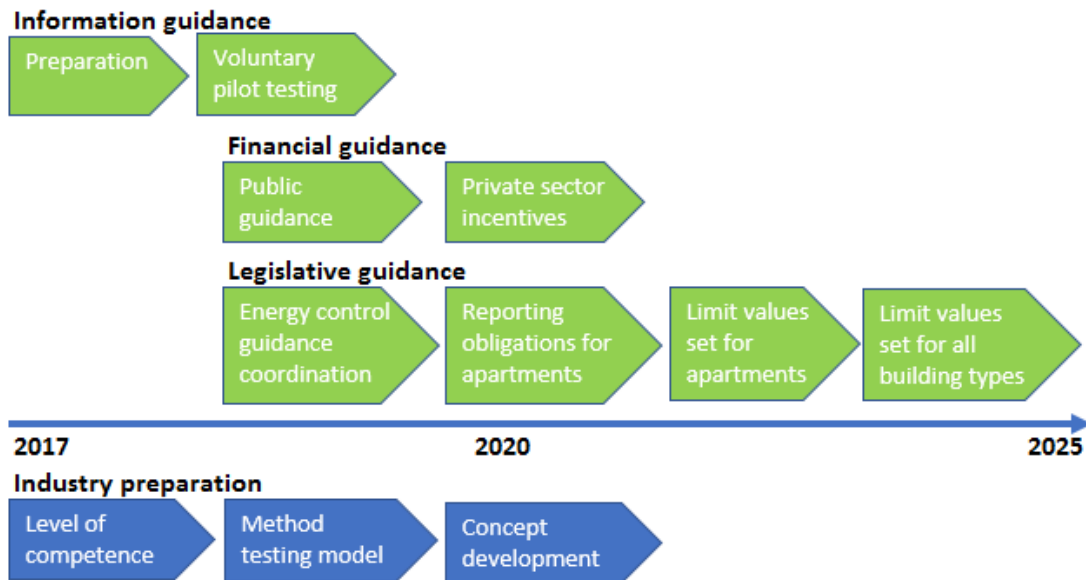 Information guidance
Preparation
Voluntary
pilot testing
Financial guidance
Public
guidance
Private sector
incentives
Legislative guidance
Energy control
guidance
coordination
Reporting
obligations for
apartments
Limit values
set for
apartments
Limit values
set for all
building types
2017
2020
2025
Industry preparation
Level of
competence
Method
testing model
Concept
development